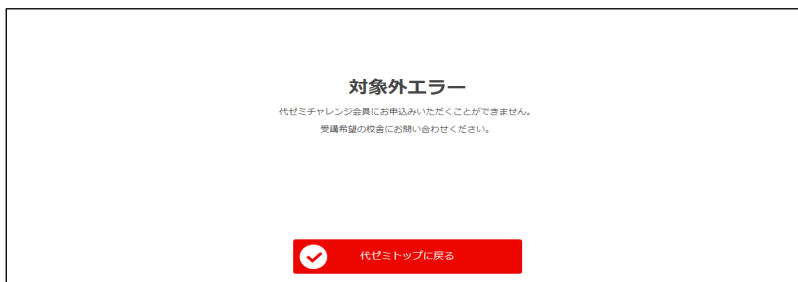 対象外エラー
代ゼミチャレンジ会員にお申込みいただくことができません。
受講希望の校舎にお問い合わせください。
代ゼミトップに戻る